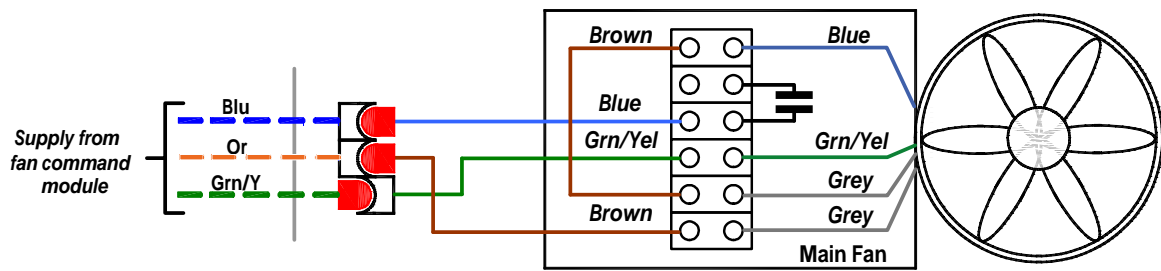 Supply from
fan command
module
Blu
Or
Grn/Y
Brown
Blue
Grn/Yel
Brown
Blue
Grn/Yel
Grey
Grey
Main Fan